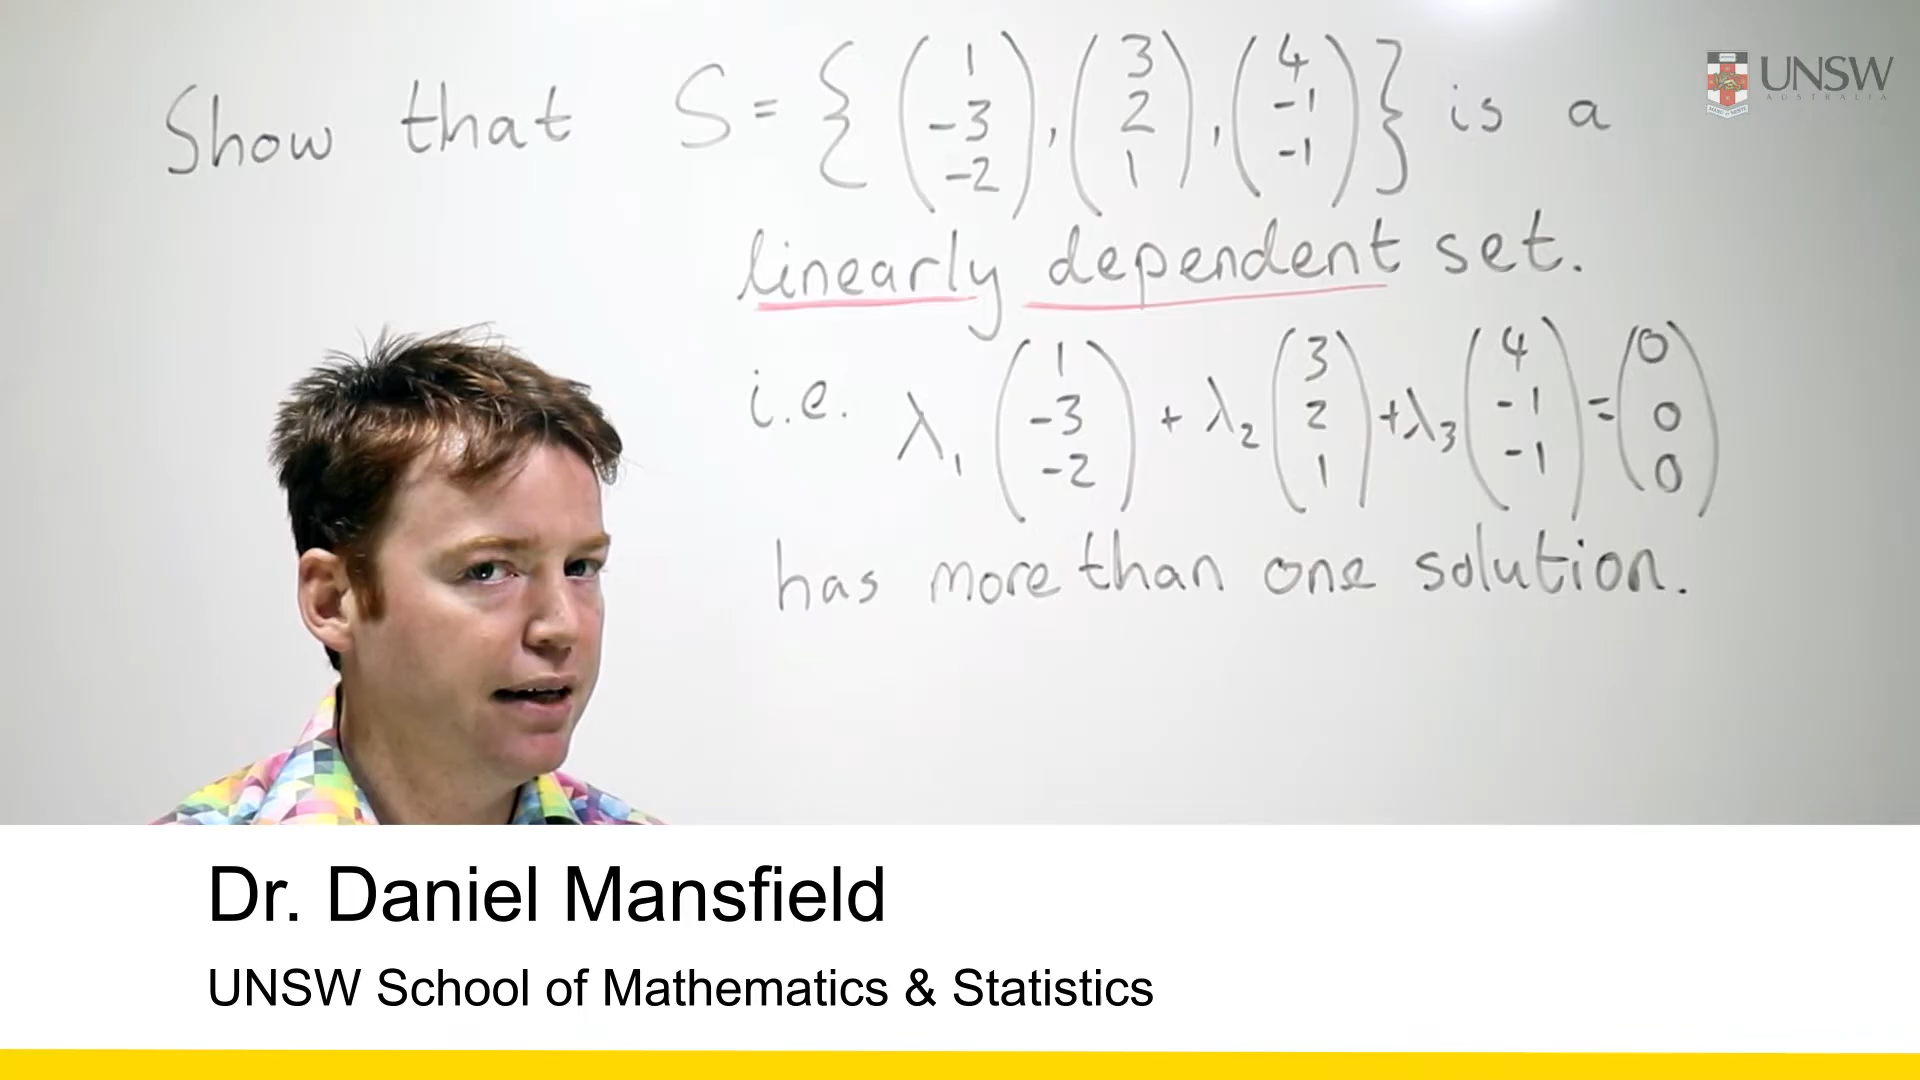 Show that S = { ( 1 -3 -2 ) , ( 3 2 1 ) , ( 4 -1 -1 ) } is a
linearly dependent set.
i.e. λ₁ ( 1 -3 -2 ) + λ₂ ( 3 2 1 ) + λ₃ ( 4 -1 -1 ) = ( 0 0 0 )
has more than one solution.
UNSW
AUSTRALIA
Dr. Daniel Mansfield
UNSW School of Mathematics & Statistics